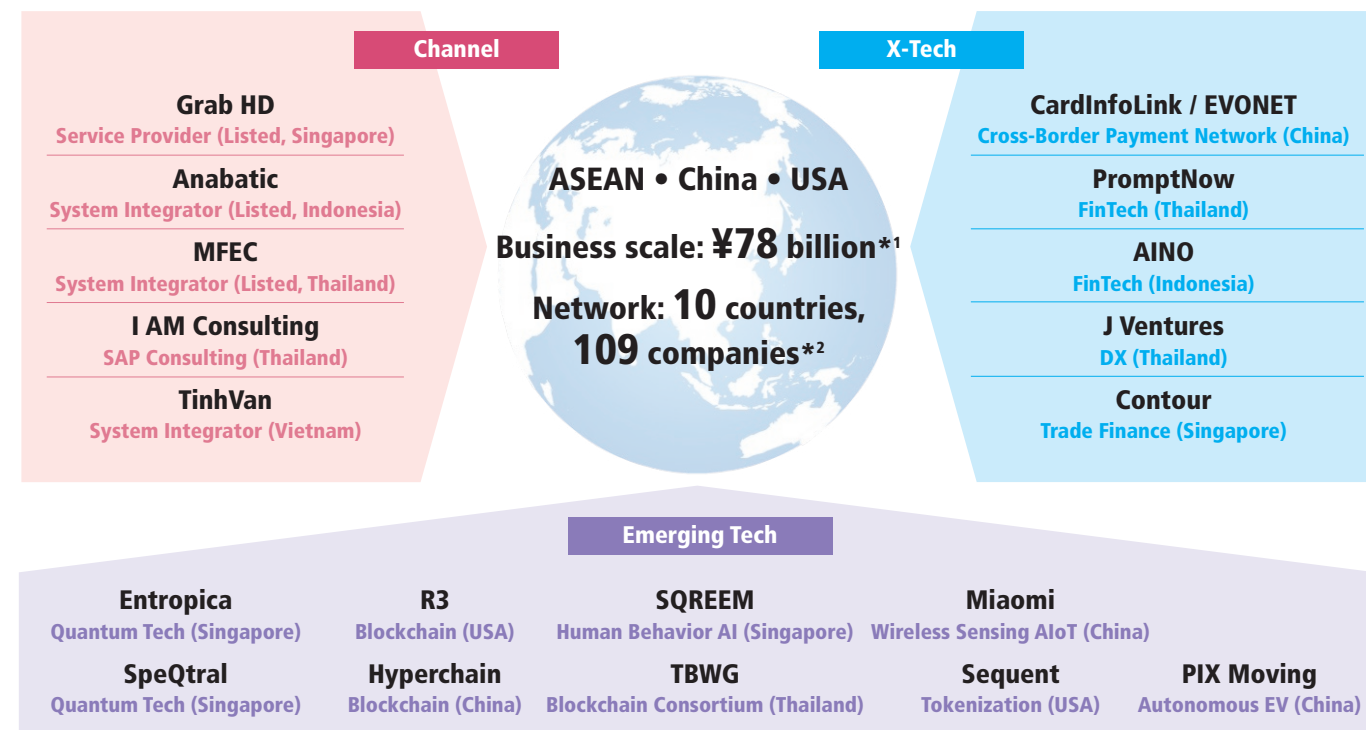 Channel
Grab HD
Service Provider (Listed, Singapore)
Anabatic
System Integrator (Listed, Indonesia)
MFEC
System Integrator (Listed, Thailand)
I AM Consulting
SAP Consulting (Thailand)
TinhVan
System Integrator (Vietnam)
ASEAN • China • USA
Business scale: ¥78 billion*1
Network: 10 countries,
109 companies*2
X-Tech
CardInfoLink / EVONET
Cross-Border Payment Network (China)
PromptNow
FinTech (Thailand)
AINO
FinTech (Indonesia)
J Ventures
DX (Thailand)
Contour
Trade Finance (Singapore)
Emerging Tech
Entropica
Quantum Tech (Singapore)
R3
Blockchain (USA)
SQREEM
Human Behavior AI (Singapore)
Miaomi
Wireless Sensing AIoT (China)
SpeQtral
Quantum Tech (Singapore)
Hyperchain
Blockchain (China)
TBWG
Blockchain Consortium (Thailand)
Sequent
Tokenization (USA)
PIX Moving
Autonomous EV (China)